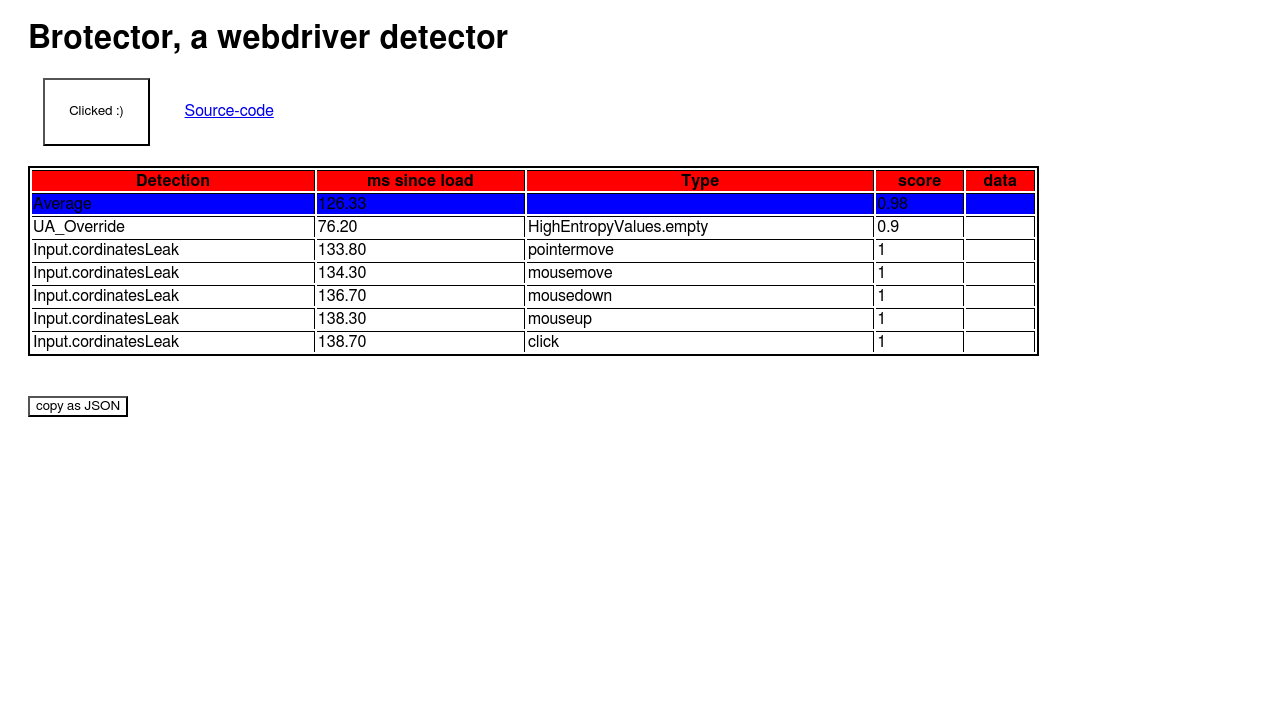 Brotector, a webdriver detector
Clicked :) Source-code
Detection ms since load Type score data
Average 126.33 0.98
UA_Override 76.20 HighEntropyValues.empty 0.9
Input.cordinatesLeak 133.80 pointermove 1
Input.cordinatesLeak 134.30 mousemove 1
Input.cordinatesLeak 136.70 mousedown 1
Input.cordinatesLeak 138.30 mouseup 1
Input.cordinatesLeak 138.70 click 1
copy as JSON